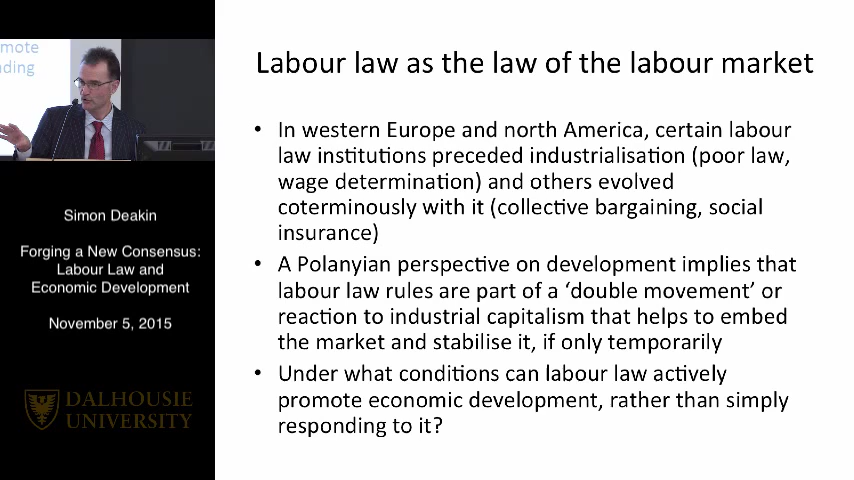 mote
ding
Simon Deakin
Forging a New Consensus:
Labour Law and
Economic Development
November 5, 2015
DALHOUSIE
UNIVERSITY
Labour law as the law of the labour market
• In western Europe and north America, certain labour
law institutions preceded industrialisation (poor law,
wage determination) and others evolved
coterminously with it (collective bargaining, social
insurance)
• A Polanyian perspective on development implies that
labour law rules are part of a ‘double movement’ or
reaction to industrial capitalism that helps to embed
the market and stabilise it, if only temporarily
• Under what conditions can labour law actively
promote economic development, rather than simply
responding to it?